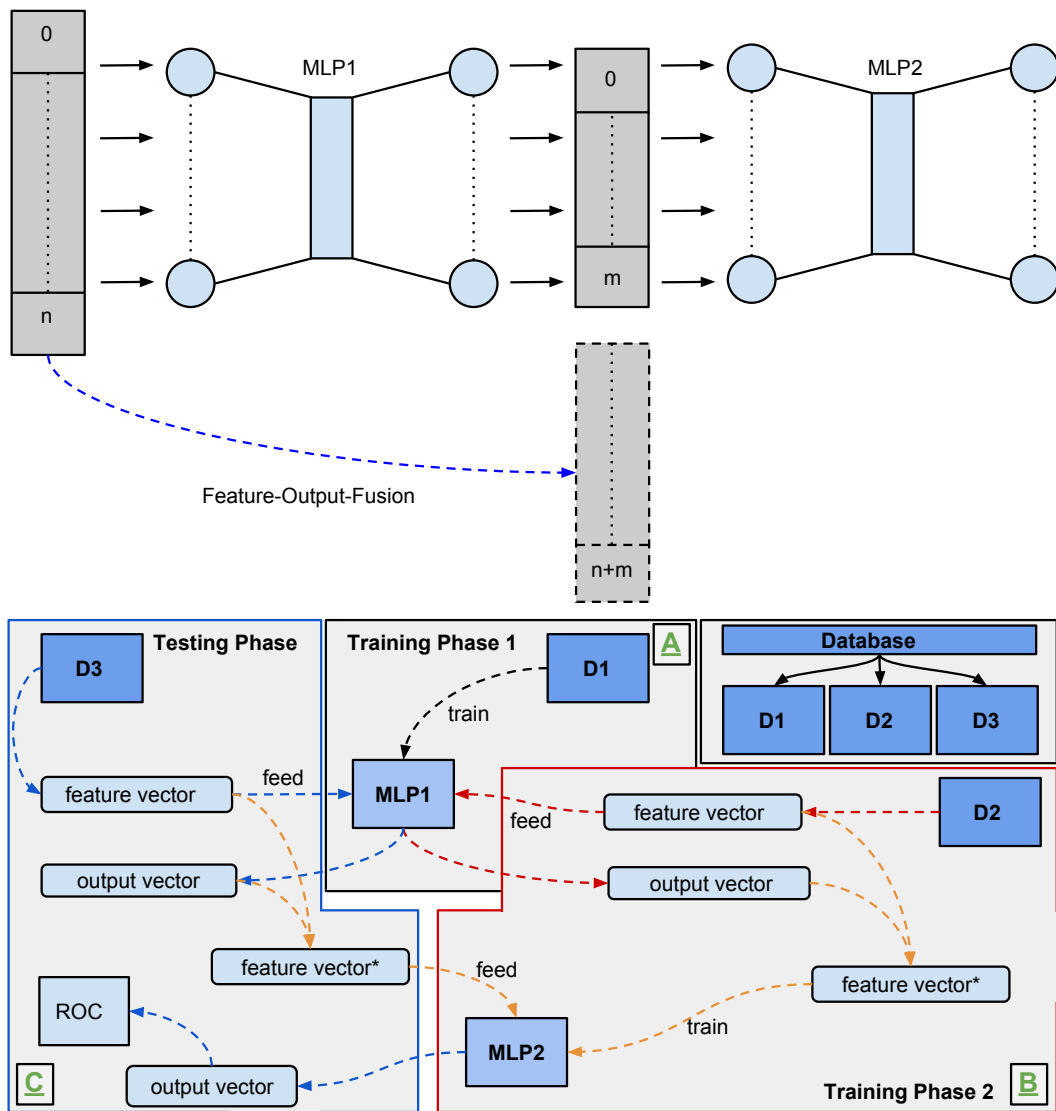 0
n
MLP1
0
m
MLP2
Feature-Output-Fusion
n+m
Testing Phase
D3
feature vector
feed
output vector
feature vector*
feed
ROC
output vector
C
Training Phase 1
A
D1
train
MLP1
Database
D1
D2
D3
feature vector
feed
D2
output vector
feature vector*
train
MLP2
Training Phase 2
B